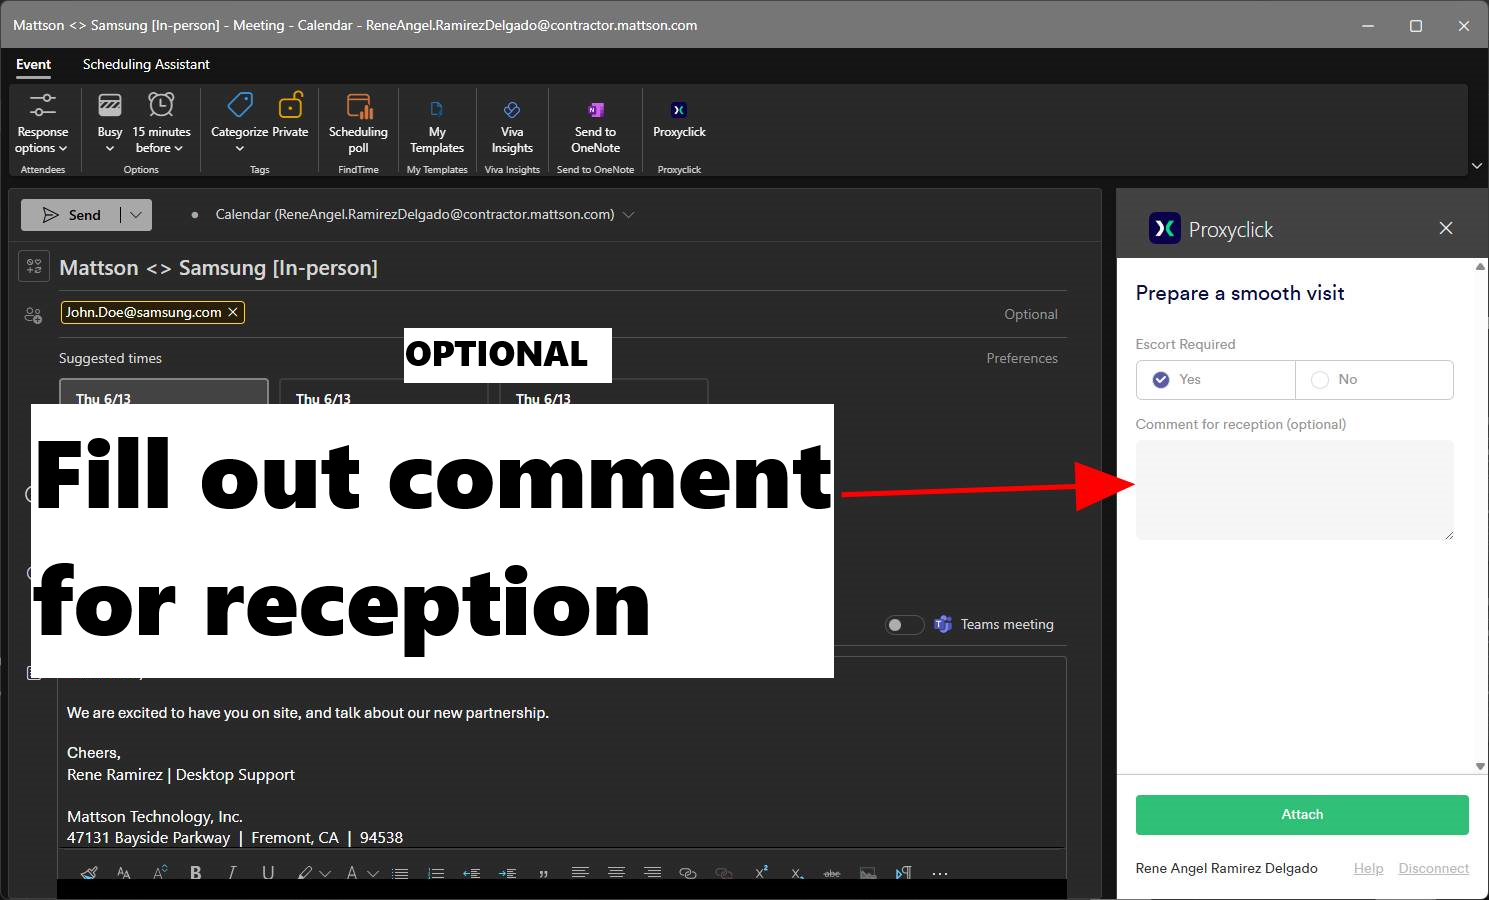 Mattson <> Samsung [In-person] - Meeting - Calendar - ReneAngel.RamirezDelgado@contractor.mattson.com
Event Scheduling Assistant
Response options
Attendees
Busy
15 minutes before
Options
Categorize Private
Tags
Scheduling poll
FindTime
My Templates
My Templates
Viva Insights
Viva Insights
Send to OneNote
Send to OneNote
Proxyclick
Proxyclick
Send
Calendar (ReneAngel.RamirezDelgado@contractor.mattson.com)
Mattson <> Samsung [In-person]
John.Doe@samsung.com
Optional
Suggested times
Preferences
OPTIONAL
Thu 6/13
Thu 6/13
Thu 6/13
Fill out comment
for reception
Teams meeting
We are excited to have you on site, and talk about our new partnership.
Cheers,
Rene Ramirez | Desktop Support
Mattson Technology, Inc.
47131 Bayside Parkway | Fremont, CA | 94538
Proxyclick
Prepare a smooth visit
Escort Required
Yes
No
Comment for reception (optional)
Attach
Rene Angel Ramirez Delgado
Help
Disconnect